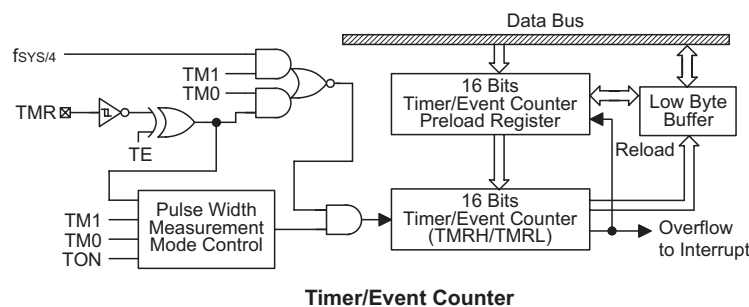 Data Bus
fSYS/4
TM1
TM0
TMR
TE
16 Bits
Timer/Event Counter
Preload Register
Low Byte
Buffer
Reload
TM1
TM0
TON
Pulse Width
Measurement
Mode Control
16 Bits
Timer/Event Counter
(TMRH/TMRL)
Overflow
to Interrupt
Timer/Event Counter